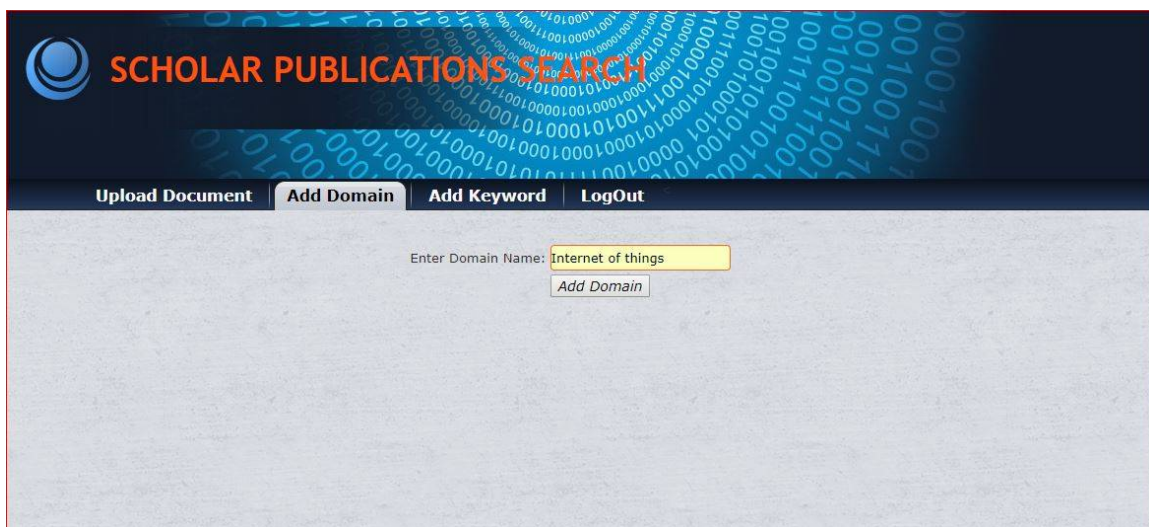 SCHOLAR PUBLICATIONS SEARCH
Upload Document Add Domain Add Keyword LogOut
Enter Domain Name: Internet of things
Add Domain